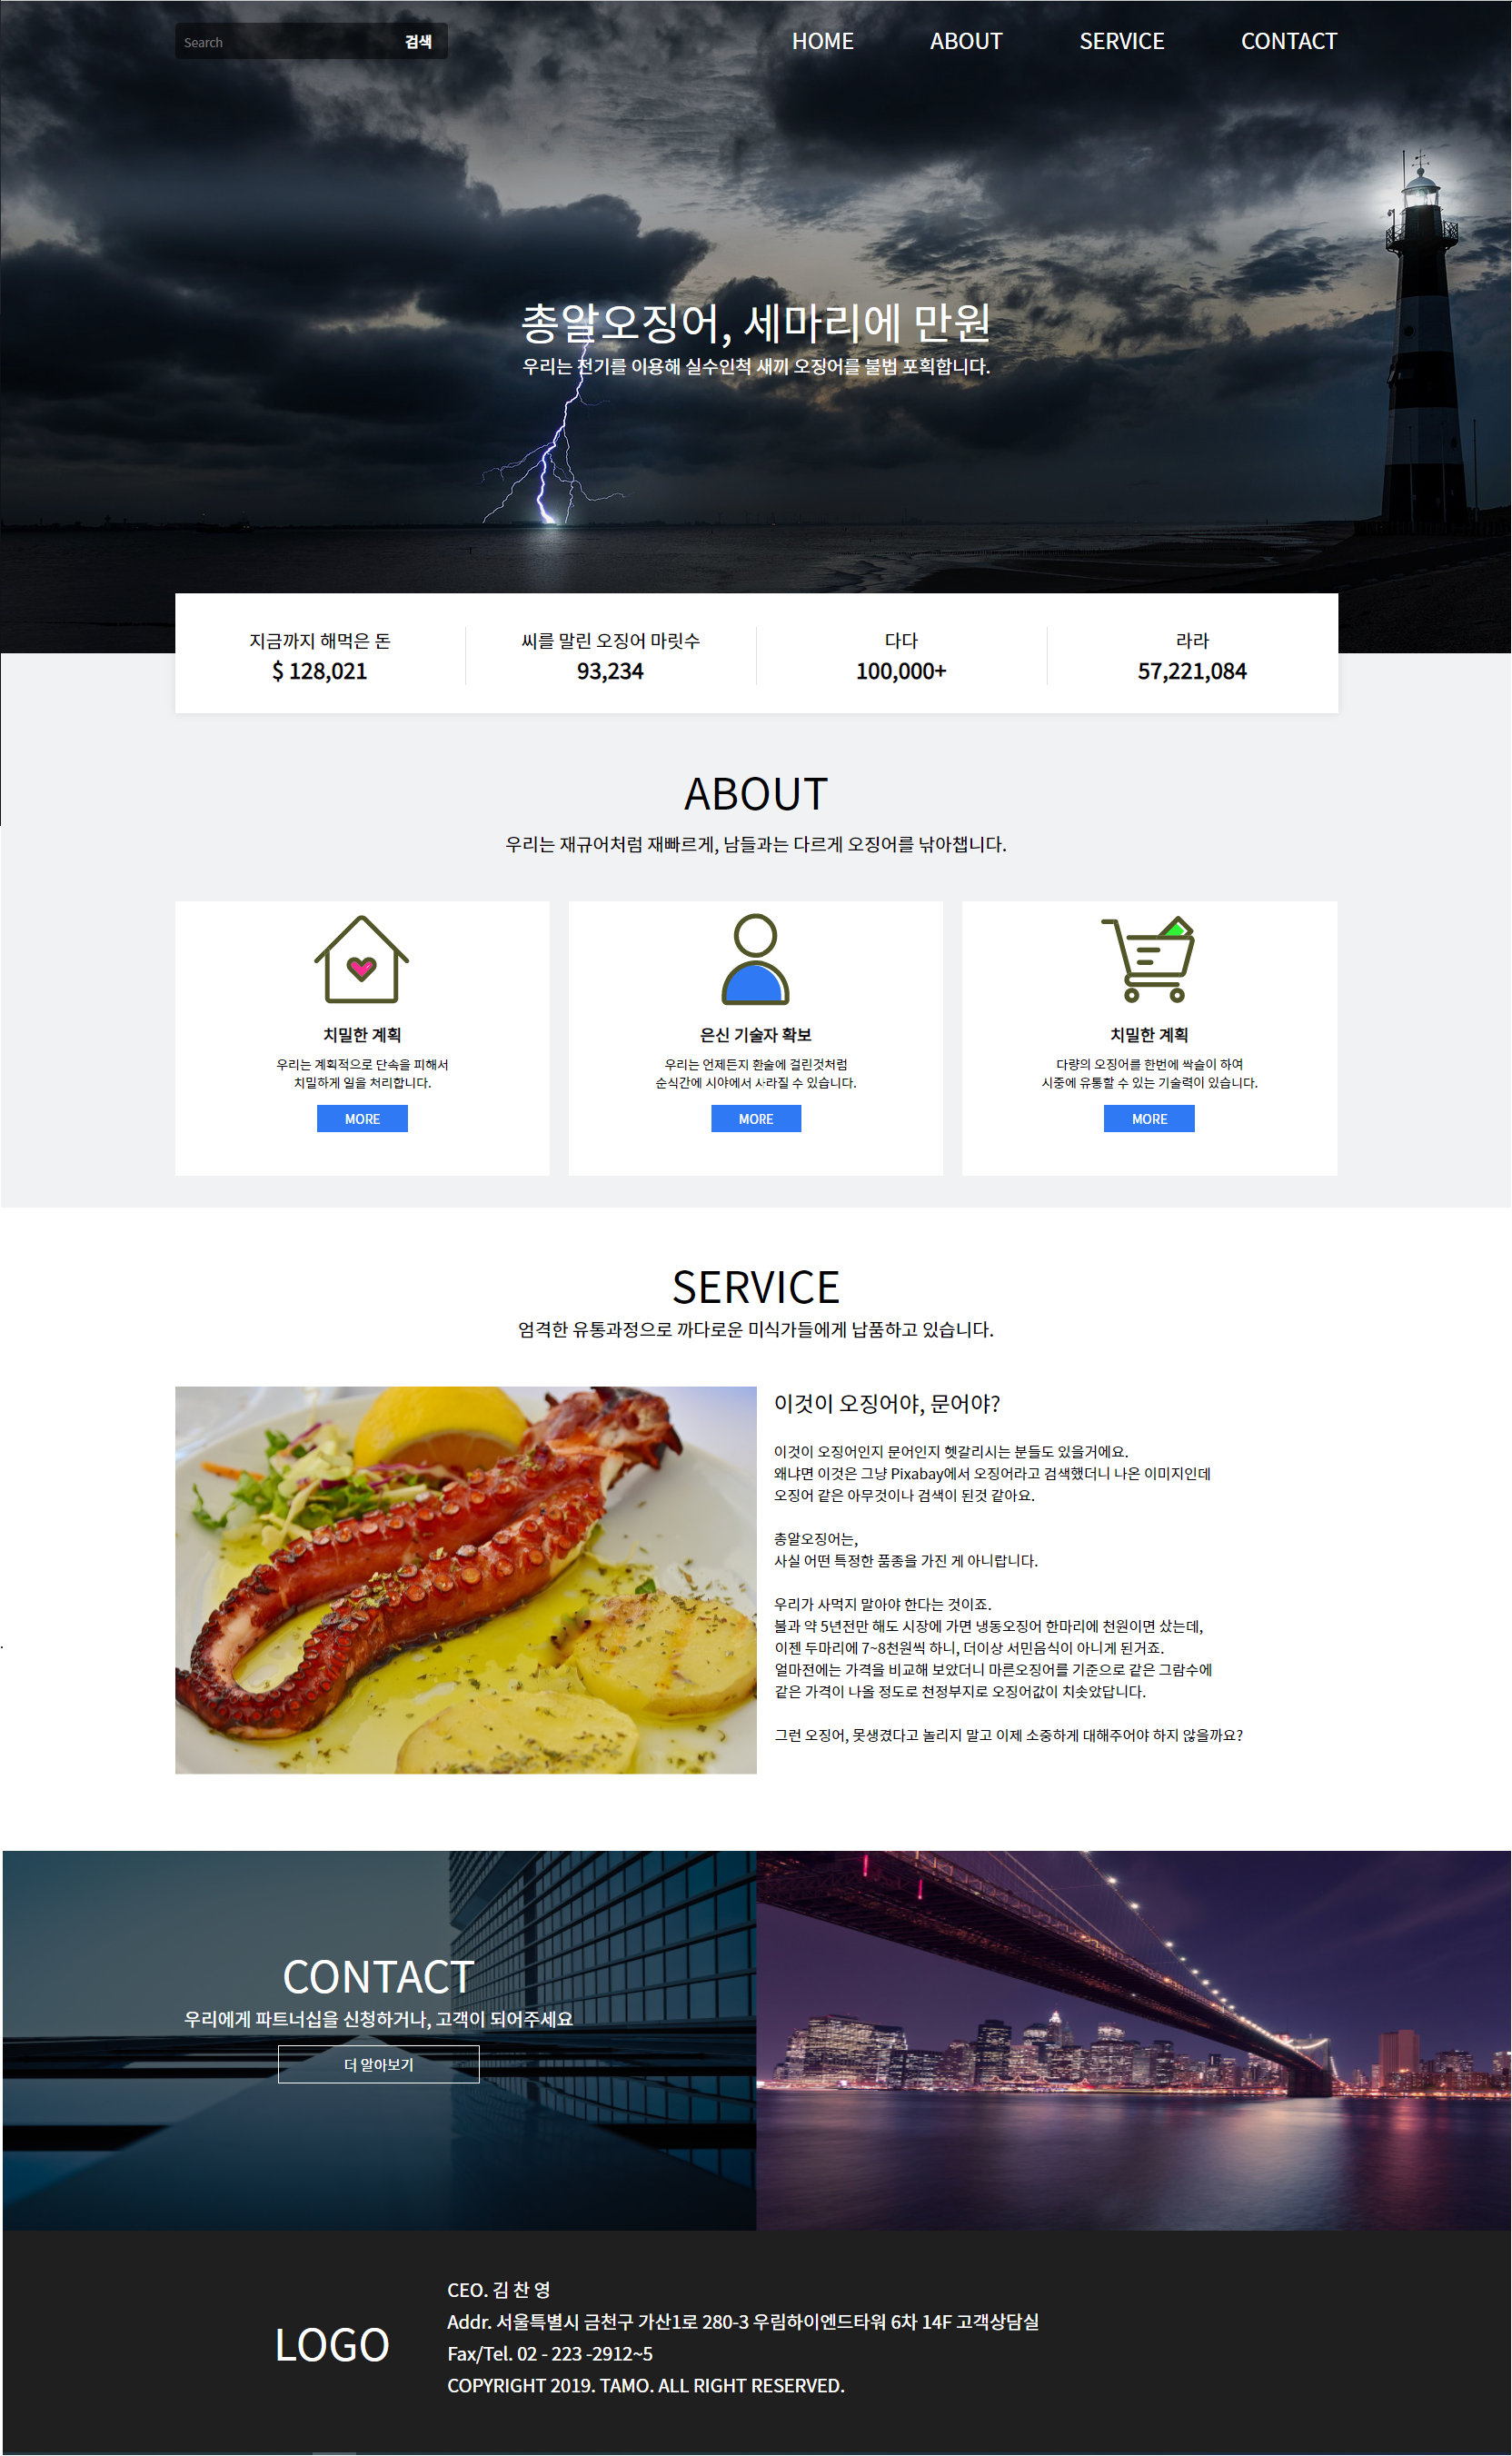 Search 검색 HOME ABOUT SERVICE CONTACT
총알오징어, 세마리에 만원
우리는 전기를 이용해 실수인척 새끼 오징어를 불법 포획합니다.
지금까지 해먹은 돈
$ 128,021
씨를 말린 오징어 마릿수
93,234
다다
100,000+
라라
57,221,084
ABOUT
우리는 재규어처럼 재빠르게, 남들과는 다르게 오징어를 낚아챕니다.
치밀한 계획
우리는 계획적으로 단속을 피해서
치밀하게 일을 처리합니다.
MORE
은신 기술자 확보
우리는 언제든지 환술에 걸린것처럼
순식간에 시야에서 사라질 수 있습니다.
MORE
치밀한 계획
다량의 오징어를 한번에 싹슬이 하여
시중에 유통할 수 있는 기술력이 있습니다.
MORE
SERVICE
엄격한 유통과정으로 까다로운 미식가들에게 납품하고 있습니다.
이것이 오징어야, 문어야?
이것이 오징어인지 문어인지 헷갈리시는 분들도 있을거에요.
왜냐면 이것은 그냥 Pixabay에서 오징어라고 검색했더니 나온 이미지인데
오징어 같은 아무것이나 검색이 된것 같아요.
총알오징어는,
사실 어떤 특정한 품종을 가진 게 아니랍니다.
우리가 사먹지 말아야 한다는 것이죠.
불과 약 5년전만 해도 시장에 가면 냉동오징어 한마리에 천원이면 샀는데,
이젠 두마리에 7~8천원씩 하니, 더이상 서민음식이 아니게 된거죠.
얼마전에는 가격을 비교해 보았더니 마른오징어를 기준으로 같은 그람수에
같은 가격이 나올 정도로 천정부지로 오징어값이 치솟았답니다.
그런 오징어, 못생겼다고 놀리지 말고 이제 소중하게 대해주어야 하지 않을까요?
CONTACT
우리에게 파트너십을 신청하거나, 고객이 되어주세요
더 알아보기
LOGO
CEO. 김 찬 영
Addr. 서울특별시 금천구 가산1로 280-3 우림하이엔드타워 6차 14F 고객상담실
Fax/Tel. 02 - 223 -2912~5
COPYRIGHT 2019. TAMO. ALL RIGHT RESERVED.